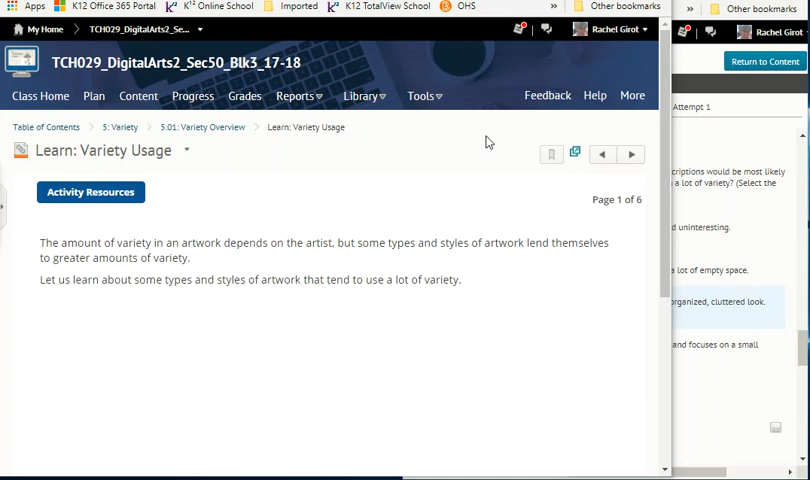 Apps K12 Office 365 Portal K¹² Online School Imported K12 TotalView School OHS » Other bookmarks
» Other bookmarks
My Home TCH029_DigitalArts2_Se... Rachel Girot
Rachel Girot
TCH029_DigitalArts2_Sec50_Blk3_17-18
Return to Content
Class Home Plan Content Progress Grades Reports Library Tools Feedback Help More
Attempt 1
Table of Contents 5: Variety 5.01: Variety Overview Learn: Variety Usage
Learn: Variety Usage
Activity Resources
Page 1 of 6
The amount of variety in an artwork depends on the artist, but some types and styles of artwork lend themselves
to greater amounts of variety.
Let us learn about some types and styles of artwork that tend to use a lot of variety.
criptions would be most likely
a lot of variety? (Select the
d uninteresting.
a lot of empty space.
organized, cluttered look.
and focuses on a small